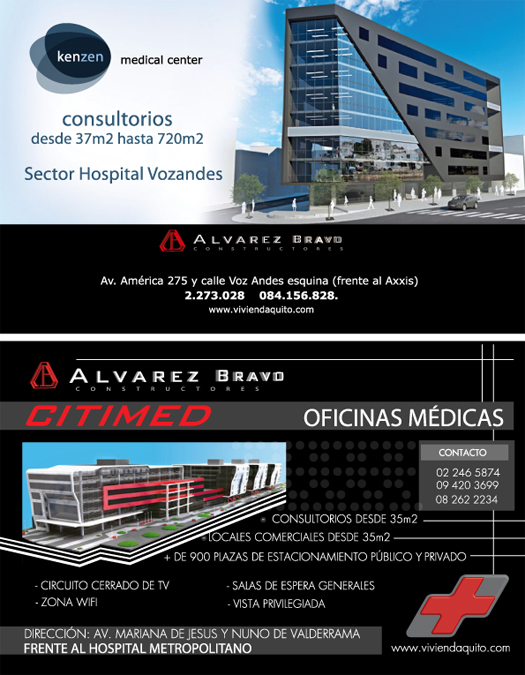 kenzen
medical center
consultorios
desde 37m2 hasta 720m2
Sector Hospital Vozandes
ALVAREZ BRAVO
CONSTRUCTORES
Av. América 275 y calle Voz Andes esquina (frente al Axxis)
2.273.028 084.156.828.
www.viviendaquito.com
ALVAREZ BRAVO
CONSTRUCTORES
CITIMED
OFICINAS MÉDICAS
CONTACTO
02 246 5874
09 420 3699
08 262 2234
CONSULTORIOS DESDE 35m2
LOCALES COMERCIALES DESDE 35m2
+ DE 900 PLAZAS DE ESTACIONAMIENTO PÚBLICO Y PRIVADO
- CIRCUITO CERRADO DE TV
- ZONA WIFI
- SALAS DE ESPERA GENERALES
- VISTA PRIVILEGIADA
DIRECCIÓN: AV. MARIANA DE JESUS Y NUNO DE VALDERRAMA
FRENTE AL HOSPITAL METROPOLITANO
www.viviendaquito.com